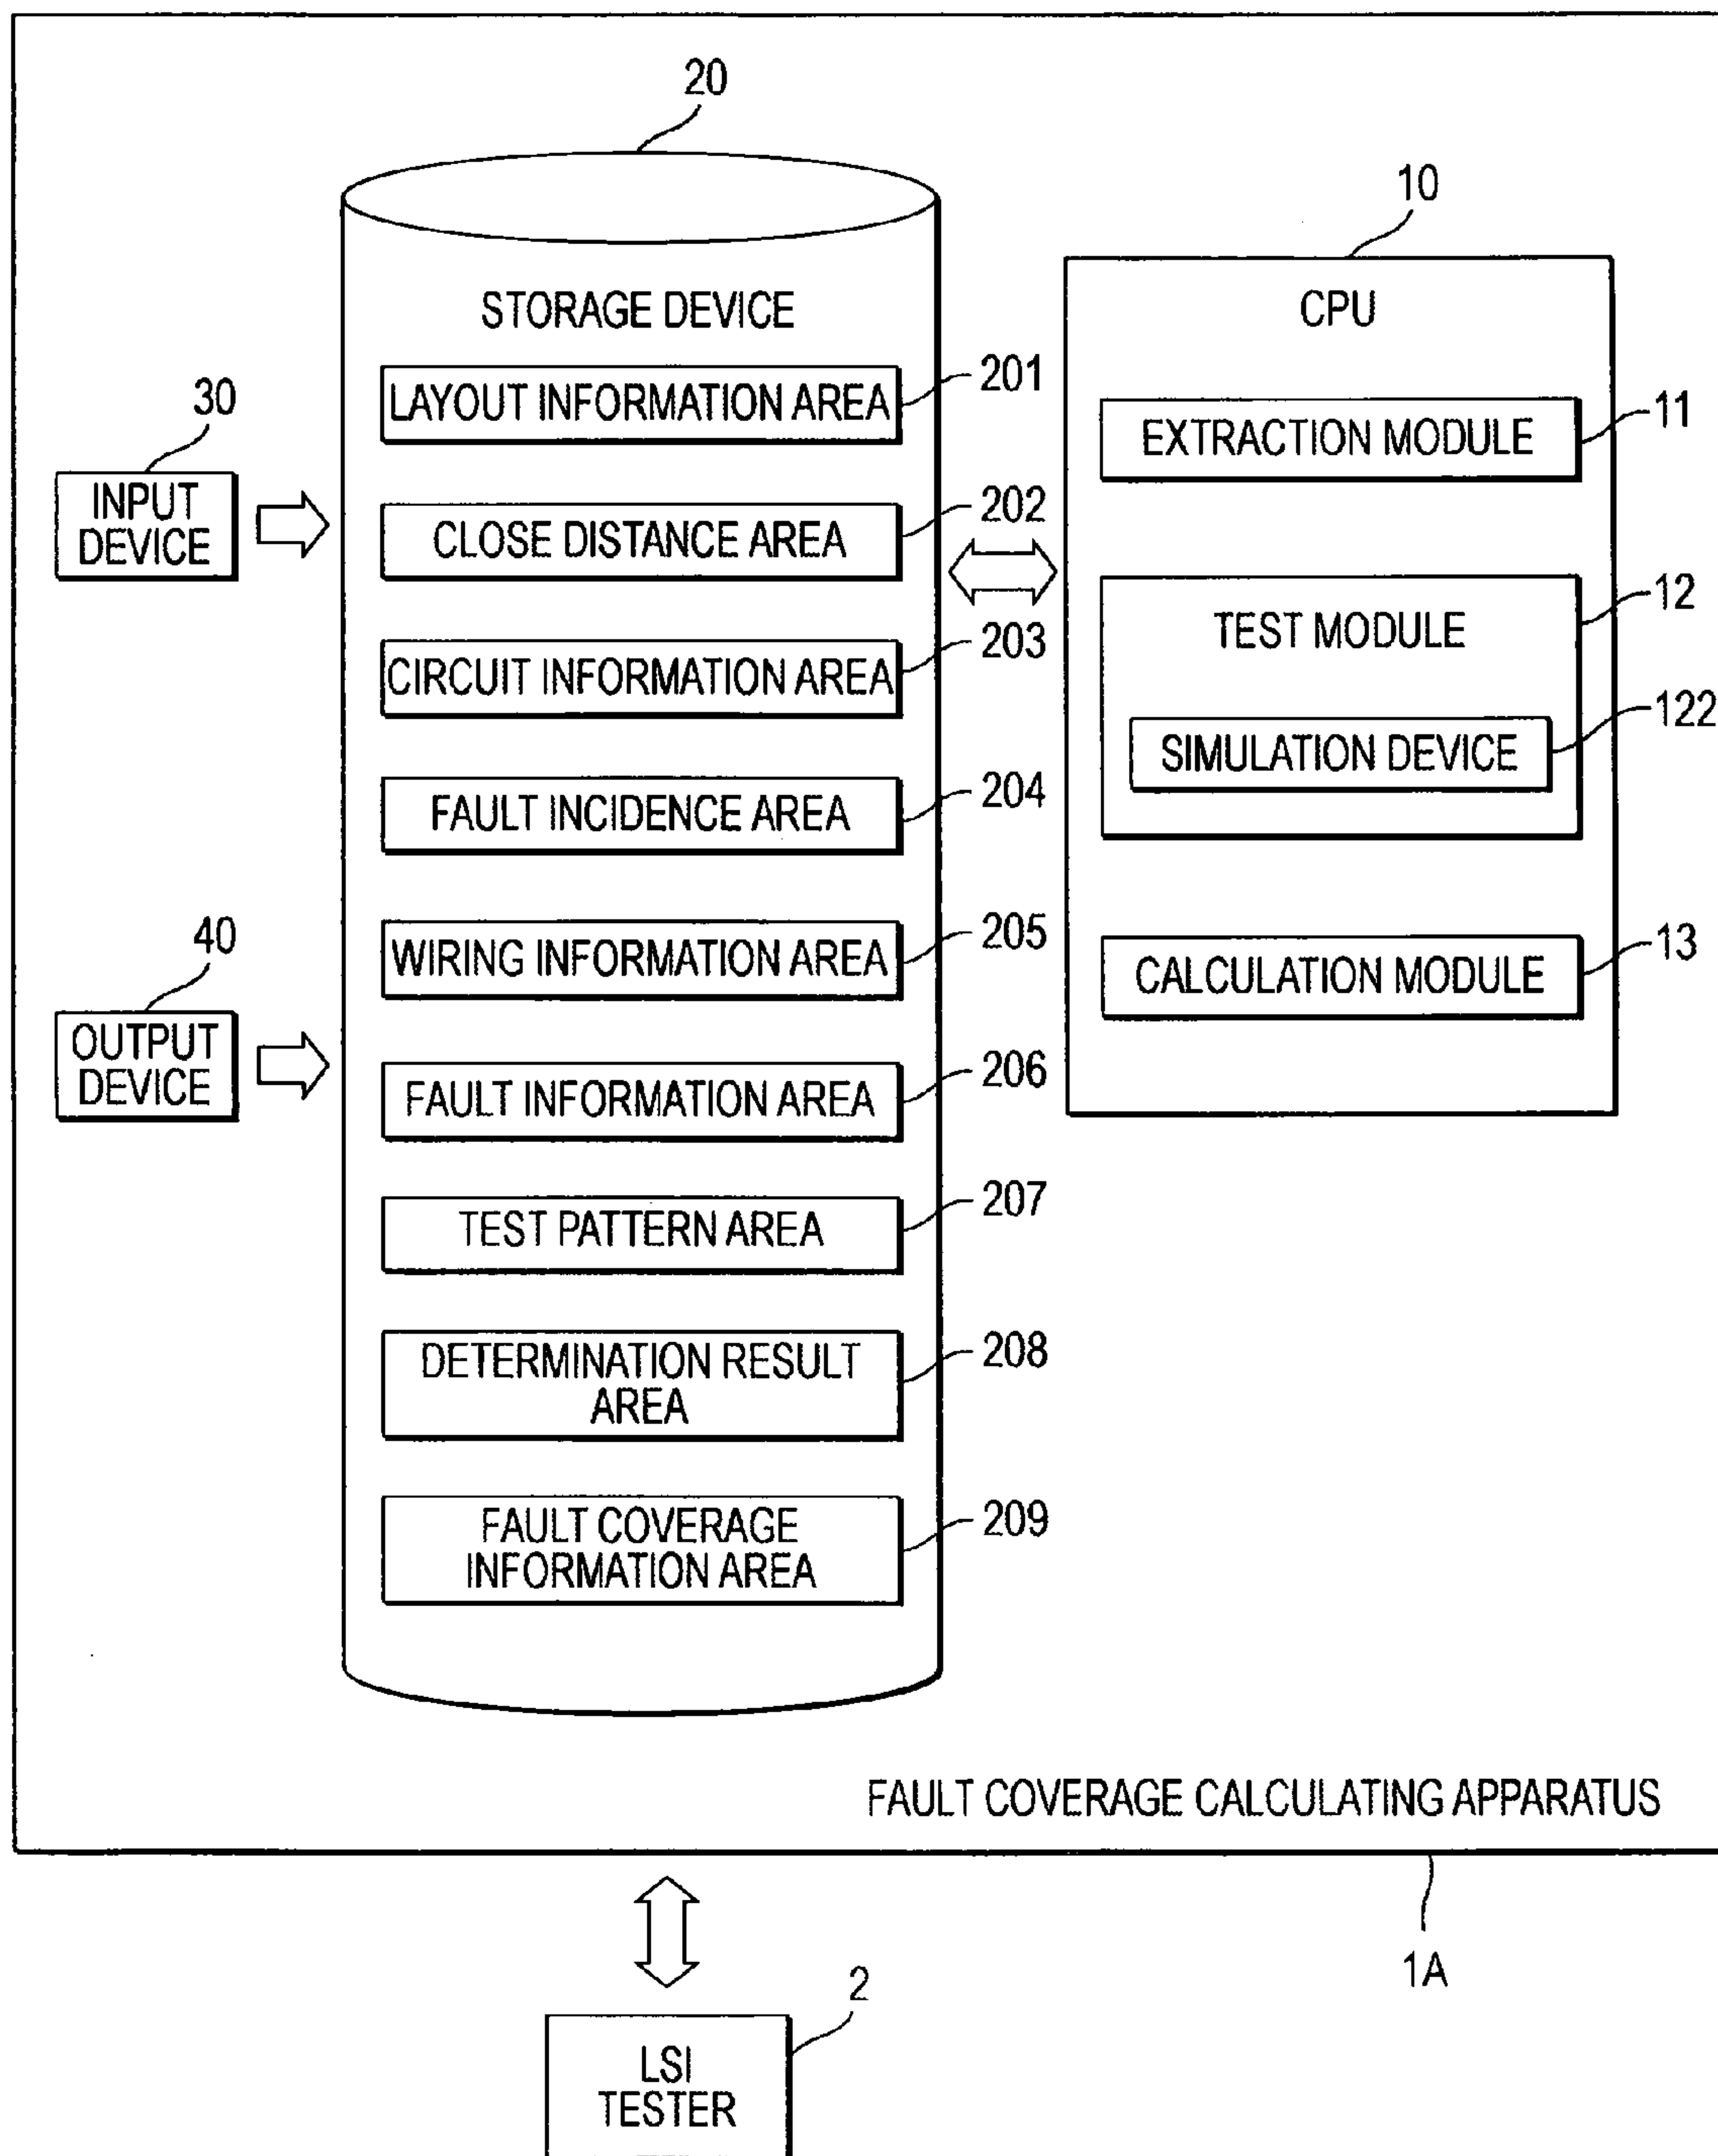 20
10
STORAGE DEVICE
CPU
LAYOUT INFORMATION AREA
201
EXTRACTION MODULE
11
30
INPUT
DEVICE
CLOSE DISTANCE AREA
202
TEST MODULE
12
CIRCUIT INFORMATION AREA
203
SIMULATION DEVICE
122
FAULT INCIDENCE AREA
204
WIRING INFORMATION AREA
205
CALCULATION MODULE
13
40
OUTPUT
DEVICE
FAULT INFORMATION AREA
206
TEST PATTERN AREA
207
DETERMINATION RESULT
AREA
208
FAULT COVERAGE
INFORMATION AREA
209
FAULT COVERAGE CALCULATING APPARATUS
1A
2
LSI
TESTER